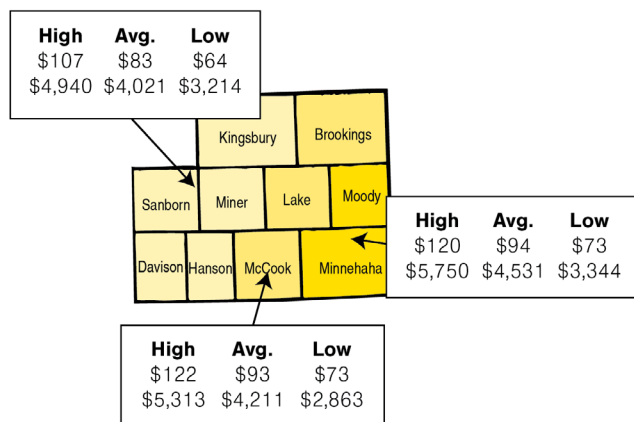 High Avg. Low
$107 $83 $64
$4,940 $4,021 $3,214
Kingsbury Brookings
Sanborn Miner Lake Moody
Davison Hanson McCook Minnehaha
High Avg. Low
$120 $94 $73
$5,750 $4,531 $3,344
High Avg. Low
$122 $93 $73
$5,313 $4,211 $2,863